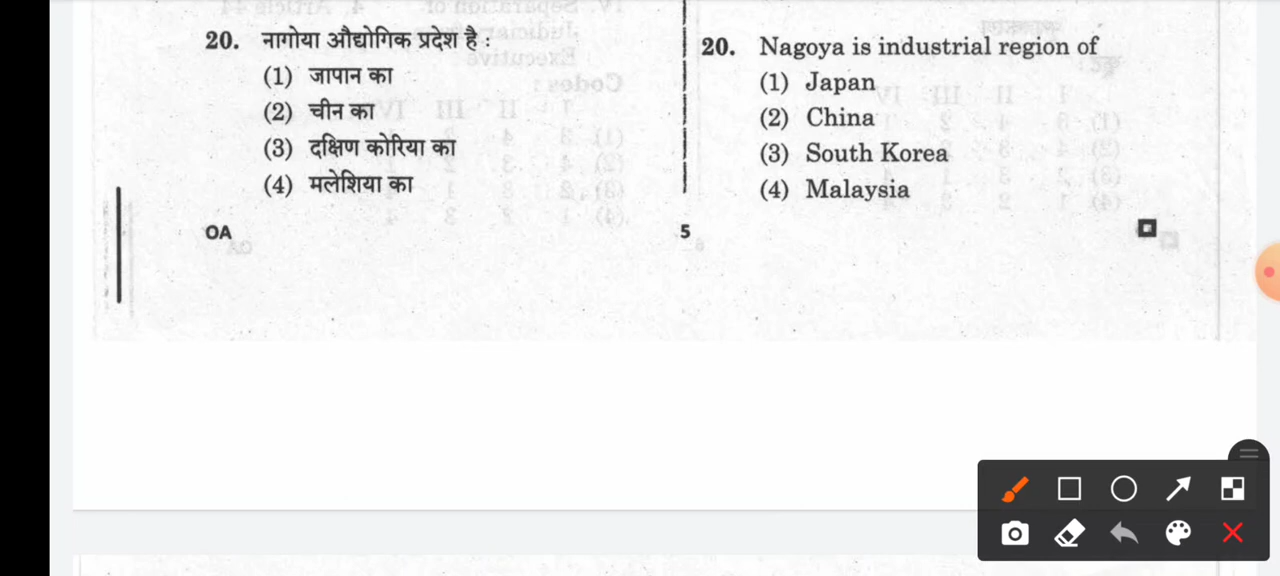 20. नागोया औद्योगिक प्रदेश है :
(1) जापान का
(2) चीन का
(3) दक्षिण कोरिया का
(4) मलेशिया का
20. Nagoya is industrial region of
(1) Japan
(2) China
(3) South Korea
(4) Malaysia
OA
5